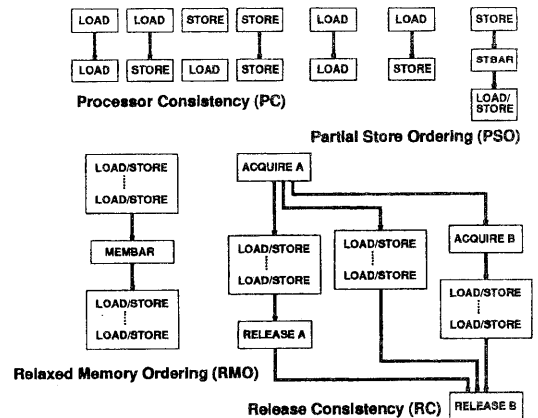 LOAD LOAD STORE STORE LOAD LOAD STORE
LOAD STORE LOAD STORE LOAD STORE STBAR
LOAD/
STORE
Processor Consistency (PC)
Partial Store Ordering (PSO)
LOAD/STORE
LOAD/STORE
MEMBAR
LOAD/STORE
LOAD/STORE
Relaxed Memory Ordering (RMO)
ACQUIRE A
LOAD/STORE
LOAD/STORE
RELEASE A
LOAD/STORE
LOAD/STORE
ACQUIRE B
LOAD/STORE
LOAD/STORE
RELEASE B
Release Consistency (RC)